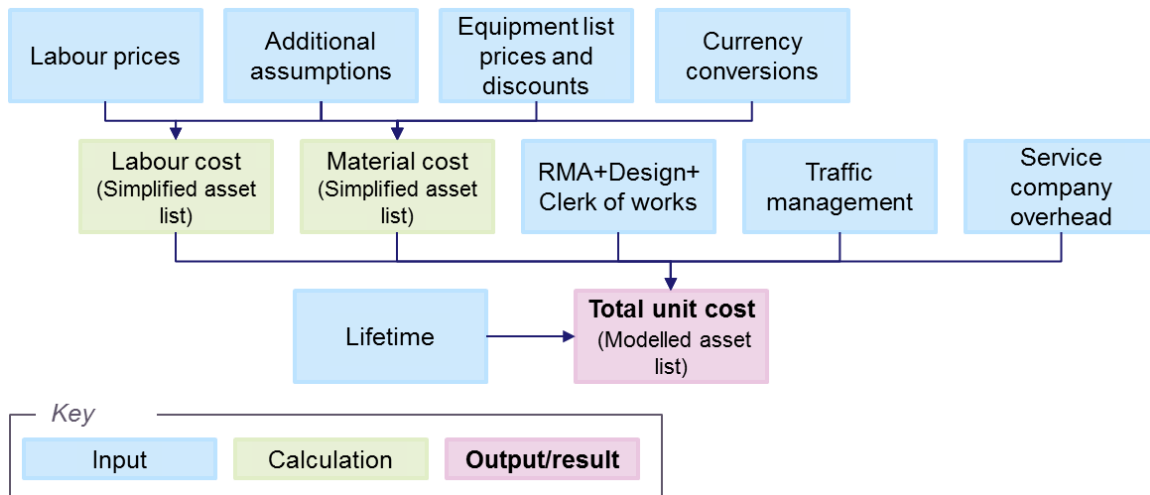 Labour prices
Additional
assumptions
Equipment list
prices and
discounts
Currency
conversions
Labour cost
(Simplified asset
list)
Material cost
(Simplified asset
list)
RMA+Design+
Clerk of works
Traffic
management
Service
company
overhead
Lifetime
Total unit cost
(Modelled asset
list)
Key
Input
Calculation
Output/result